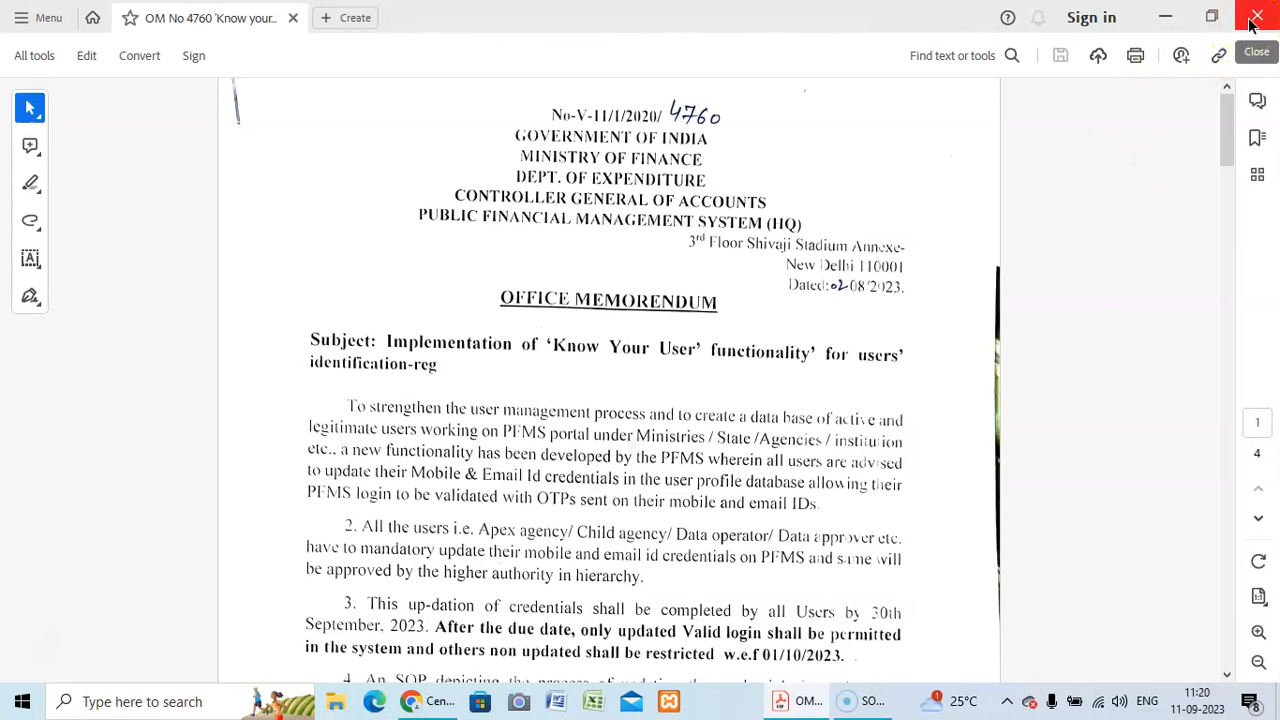 Menu
OM No 4760 'Know your...
Create
Sign in
All tools
Edit
Convert
Sign
Find text or tools
Close
No-V-11/1/2020/ 4760
GOVERNMENT OF INDIA
MINISTRY OF FINANCE
DEPT. OF EXPENDITURE
CONTROLLER GENERAL OF ACCOUNTS
PUBLIC FINANCIAL MANAGEMENT SYSTEM (HQ)
3rd Floor Shivaji Stadium Annexe-
New Delhi 110001
Dated:02 08/2023.
OFFICE MEMORENDUM
Subject: Implementation of 'Know Your User' functionality' for users'
identification-reg
To strengthen the user management process and to create a data base of active and
legitimate users working on PFMS portal under Ministries / State /Agencies / institution
etc., a new functionality has been developed by the PFMS wherein all users are advised
to update their Mobile & Email Id credentials in the user profile database allowing their
PFMS login to be validated with OTPs sent on their mobile and email IDs.
2. All the users i.e. Apex agency/ Child agency/ Data operator/ Data approver etc.
have to mandatory update their mobile and email id credentials on PFMS and same will
be approved by the higher authority in hierarchy.
3. This up-dation of credentials shall be completed by all Users by 30th
September, 2023. After the due date, only updated Valid login shall be permitted
in the system and others non updated shall be restricted w.e.f 01/10/2023.
4. An SOP depicting the process of
1
4
Type here to search
Cen...
OM...
SO...
25°C
ENG
11:20
11-09-2023
8